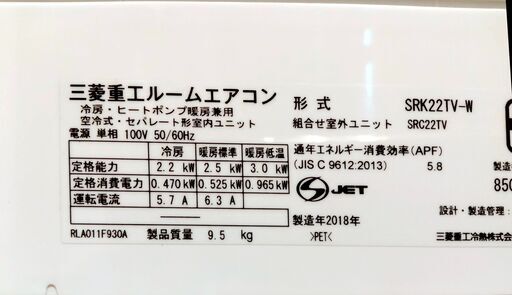 三菱重工ルームエアコン
冷房・ヒートポンプ暖房兼用
空冷式・セパレート形室内ユニット
電源 単相 100V 50/60Hz
形式 SRK22TV-W
組合せ室外ユニット SRC22TV
通年エネルギー消費効率(APF)
(JIS C 9612:2013) 5.8
冷房 暖房標準 暖房低温
定格能力 2.2 kW 2.5 kW 3.0 kW
定格消費電力 0.470 kW 0.525 kW 0.965 kW
運転電流 5.7 A 6.3 A
S JET
製造年2018年
RLA011F930A 製品質量 9.5 kg
>PET<
製造
850
設計・製造管理:
三菱重工冷熱株式会